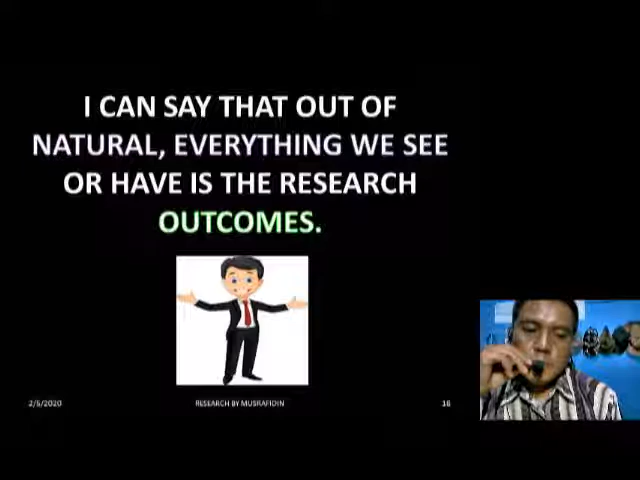 I CAN SAY THAT OUT OF
NATURAL, EVERYTHING WE SEE
OR HAVE IS THE RESEARCH
OUTCOMES.
2/5/2020
RESEARCH BY MUSRAFIDIN
18